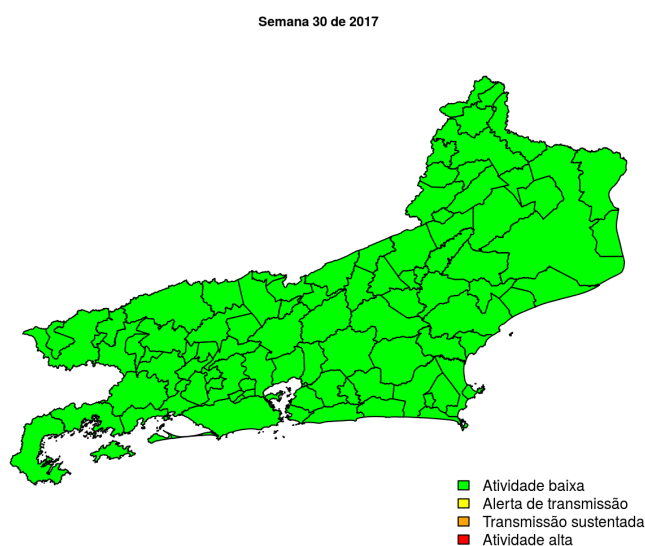 Semana 30 de 2017
Atividade baixa
Alerta de transmissão
Transmissão sustentada
Atividade alta